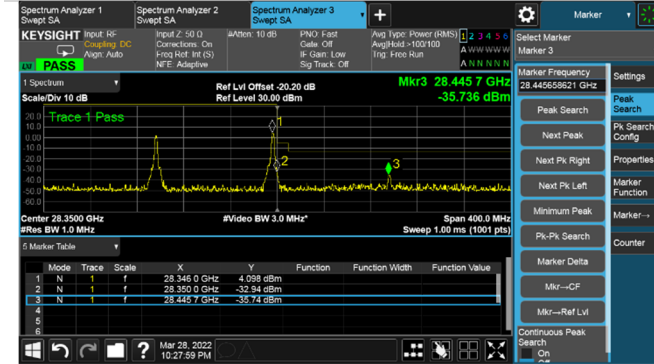 Spectrum Analyzer 1
Swept SA
Spectrum Analyzer 2
Swept SA
Spectrum Analyzer 3
Swept SA
+
Marker
KEYSIGHT
Input: RF
Coupling: DC
Align: Auto
Input Z: 50 Ω
Corrections: On
Freq Ref: Int (S)
NFE: Adaptive
#Atten: 10 dB
PNO: Fast
Gate: Off
IF Gain: Low
Sig Track: Off
Avg Type: Power (RMS)
Avg|Hold >100/100
Trig: Free Run
1 2 3 4 5 6
A W W W W W
A N N N N N
PASS
Select Marker
Marker 3
Marker Frequency
28.445658621 GHz
Settings
Peak Search
Next Peak
Next Pk Right
Next Pk Left
Minimum Peak
Pk-Pk Search
Marker Delta
Mkr→CF
Mkr→Ref Lvl
Continuous Peak Search
On
Off
Peak Search
Pk Search Config
Properties
Marker Function
Marker→
Counter
1 Spectrum
Scale/Div 10 dB
Ref Lvl Offset -20.20 dB
Ref Level 30.00 dBm
Mkr3 28.445 7 GHz
-35.736 dBm
Trace 1 Pass
20.0
10.0
0.00
-10.0
-20.0
-30.0
-40.0
-50.0
-60.0
1
2
3
Center 28.3500 GHz
#Video BW 3.0 MHz*
Span 400.0 MHz
#Res BW 1.0 MHz
Sweep 1.00 ms (1001 pts)
5 Marker Table
Mode Trace Scale X Y Function Function Width Function Value
1 N 1 f 28.346 0 GHz 4.098 dBm
2 N 1 f 28.350 0 GHz -32.94 dBm
3 N 1 f 28.445 7 GHz -35.74 dBm
4
5
6
?
Mar 28, 2022
10:27:59 PM